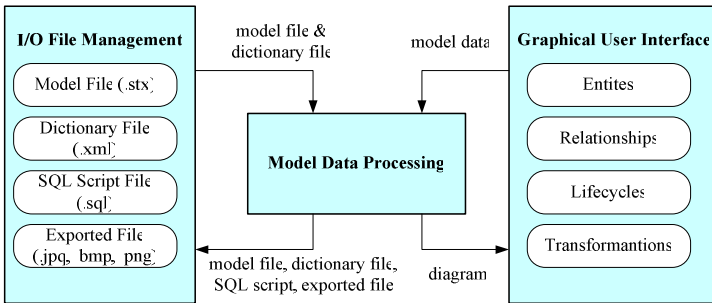 I/O File Management
Model File (.stx)
Dictionary File
(.xml)
SQL Script File
(.sql)
Exported File
(.jpq, bmp, png)
model file &
dictionary file
model data
Model Data Processing
model file, dictionary file,
SQL script, exported file
diagram
Graphical User Interface
Entites
Relationships
Lifecycles
Transformantions